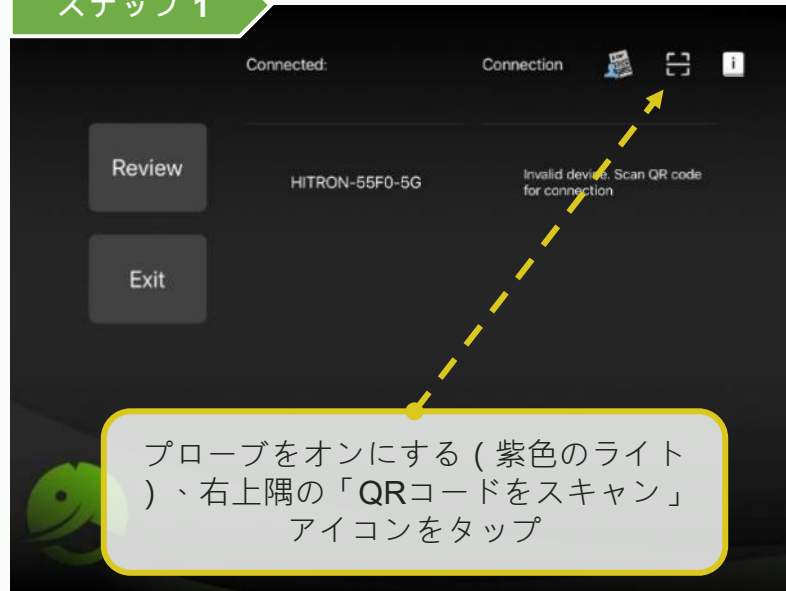 ステップ 1
Connected:
Connection
i
Review
HITRON-55F0-5G
Invalid device. Scan QR code
for connection
Exit
プローブをオンにする ( 紫色のライト
) 、右上隅の「QRコードをスキャン」
アイコンをタップ